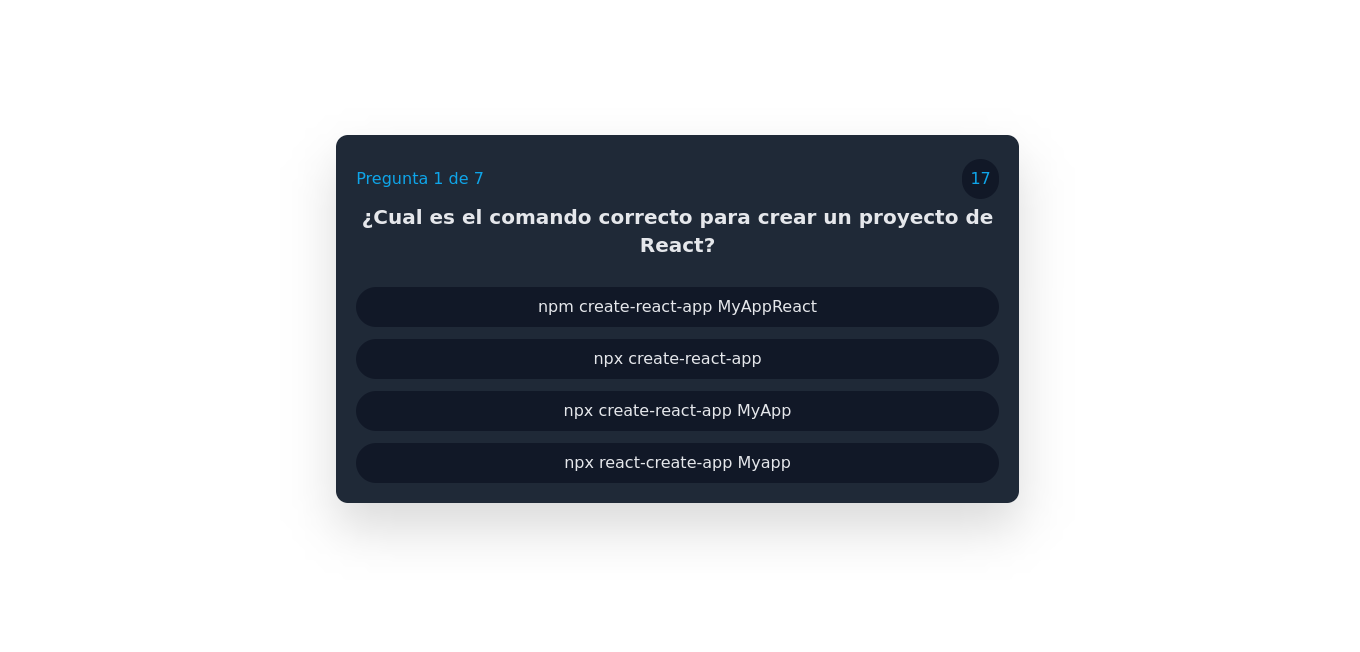 Pregunta 1 de 7
17
¿Cual es el comando correcto para crear un proyecto de
React?
npm create-react-app MyAppReact
npx create-react-app
npx create-react-app MyApp
npx react-create-app Myapp